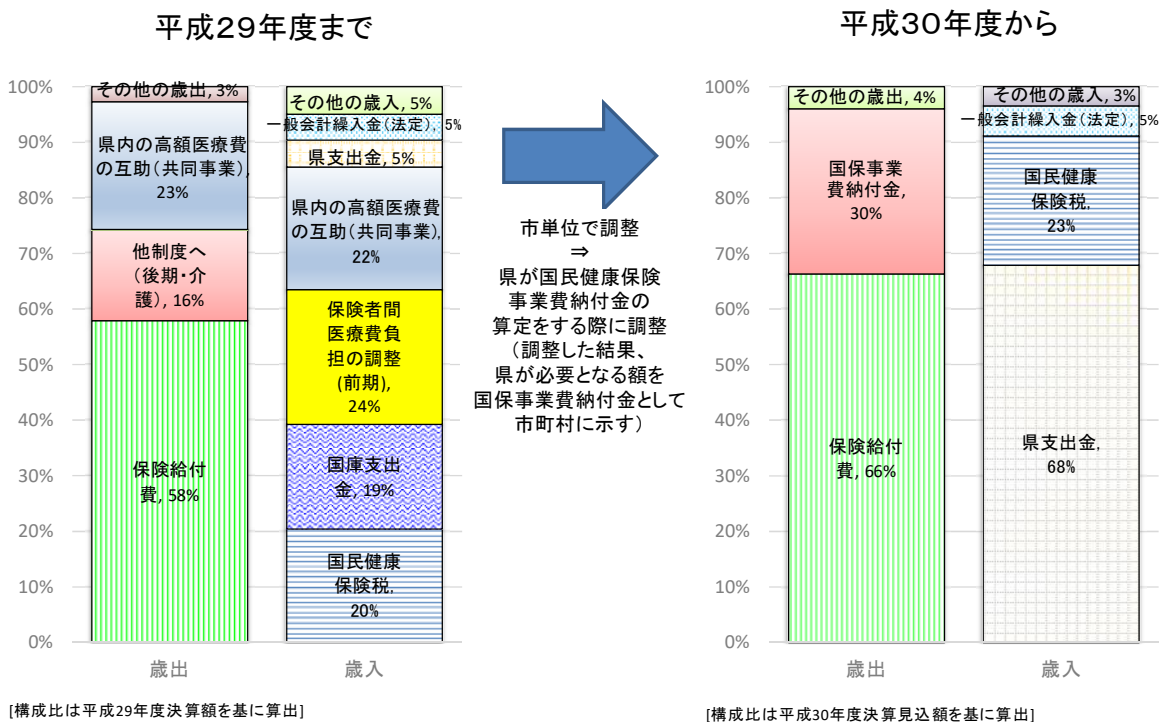 平成29年度まで
100%
90%
80%
70%
60%
50%
40%
30%
20%
10%
0%
その他の歳出, 3%
県内の高額医療費
の互助(共同事業),
23%
他制度へ
(後期・介
護), 16%
保険給付
費, 58%
歳出
その他の歳入, 5%
一般会計繰入金(法定), 5%
県支出金, 5%
県内の高額医療費
の互助(共同事業),
22%
保険者間
医療費負
担の調整
(前期),
24%
国庫支出
金, 19%
国民健康
保険税,
20%
歳入
[構成比は平成29年度決算額を基に算出]
市単位で調整
⇒
県が国民健康保険
事業費納付金の
算定をする際に調整
(調整した結果、
県が必要となる額を
国保事業費納付金として
市町村に示す)
平成30年度から
100%
90%
80%
70%
60%
50%
40%
30%
20%
10%
0%
その他の歳出, 4%
国保事業
費納付金,
30%
保険給付
費, 66%
歳出
その他の歳入, 3%
一般会計繰入金(法定), 5%
国民健康
保険税,
23%
県支出金,
68%
歳入
[構成比は平成30年度決算見込額を基に算出]